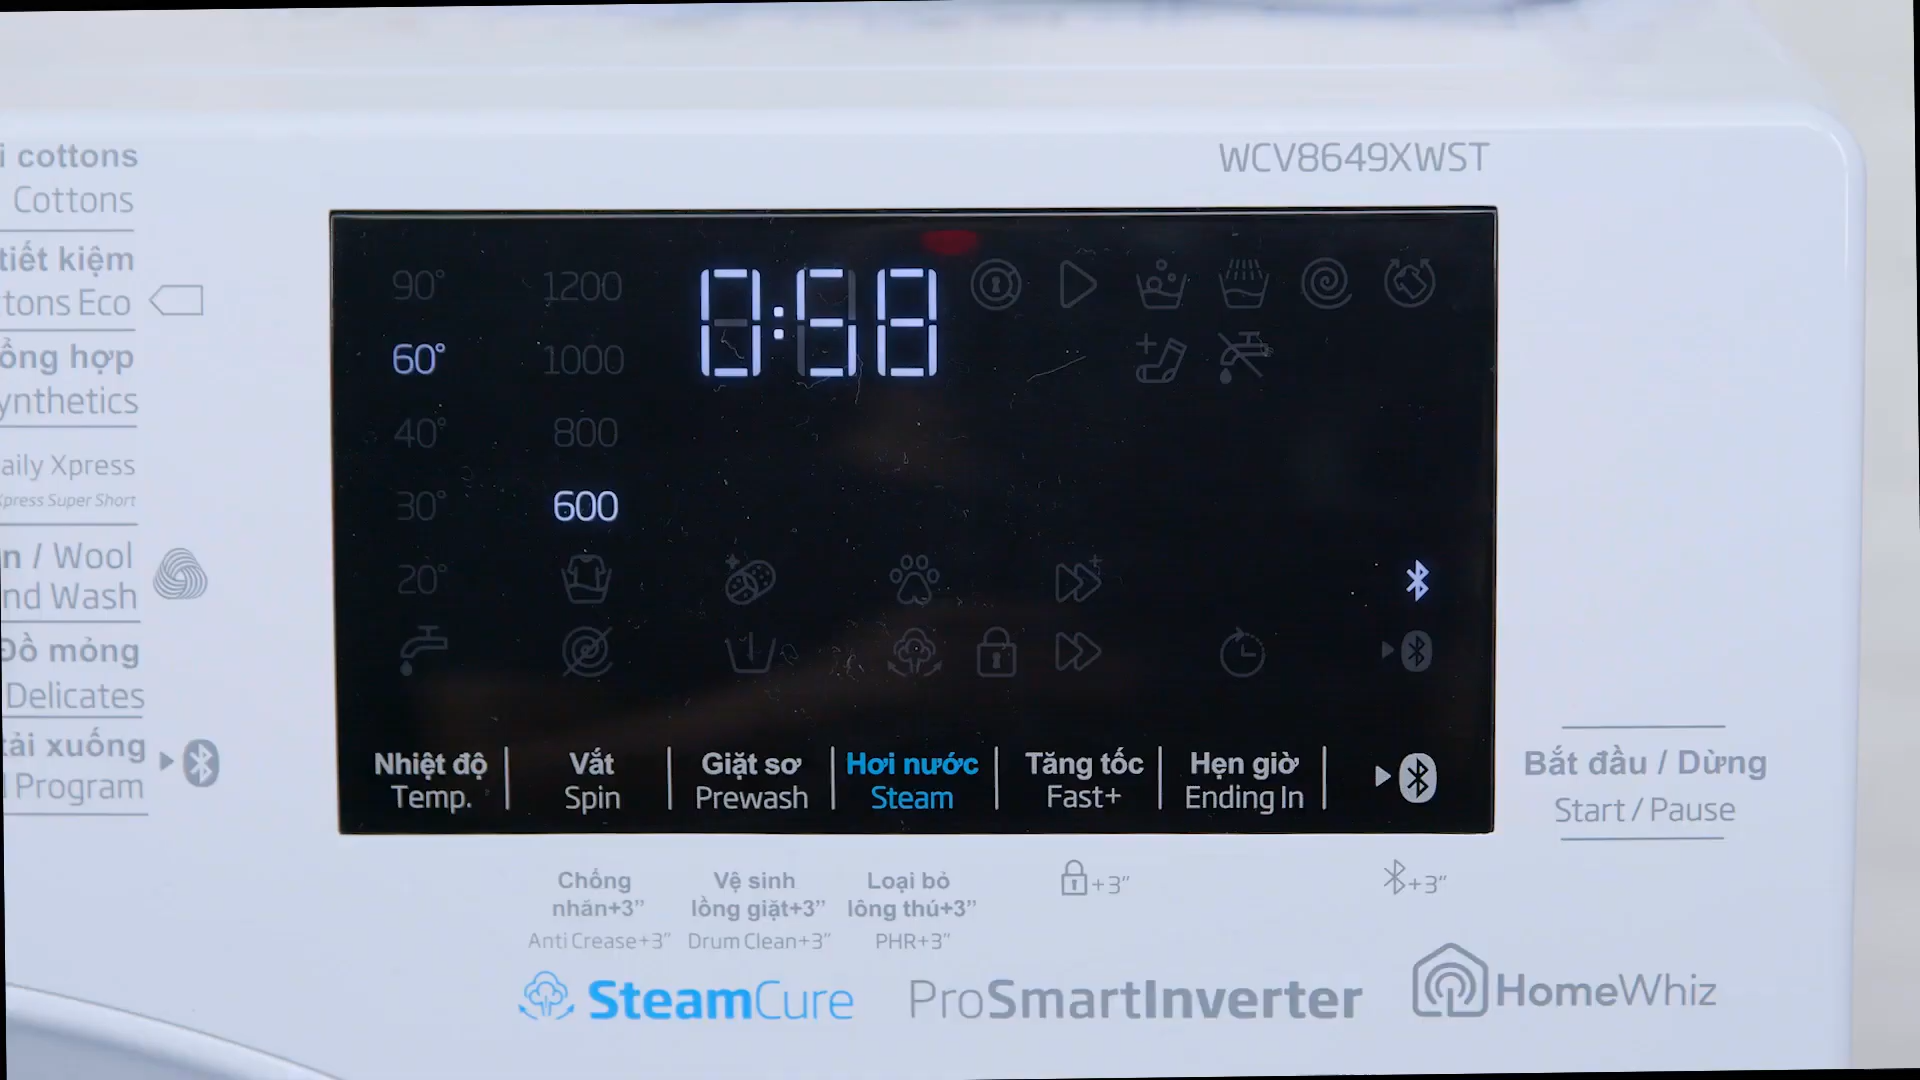 i cottons
Cottons
tiết kiệm
tons Eco
ổng hợp
ynthetics
aily Xpress
Xpress Super Short
n / Wool
nd Wash
Đồ mỏng
Delicates
tải xuống
Program
WCV8649XWST
90° 1200 0:58
60° 1000
40° 800
30° 600
20°
Nhiệt độ Vắt Giặt sơ Hơi nước Tăng tốc Hẹn giờ
Temp. Spin Prewash Steam Fast+ Ending In
Bắt đầu / Dừng
Start / Pause
Chống Vệ sinh Loại bỏ
nhăn+3” lồng giặt+3” lông thú+3” +3” +3”
Anti Crease+3” Drum Clean+3” PHR+3”
SteamCure ProSmartInverter HomeWhiz